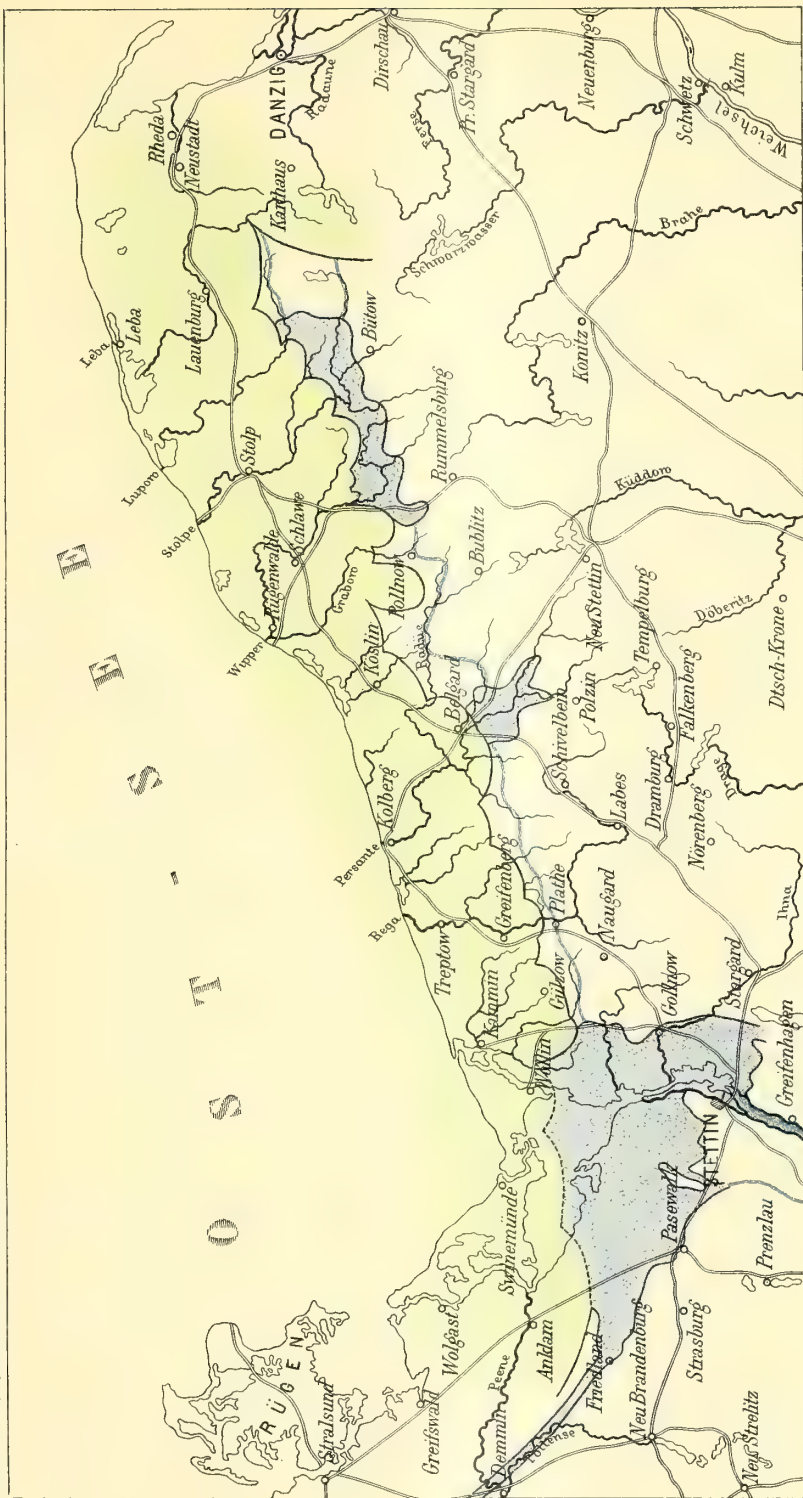 O S T - S E E
RÜGEN
Stralsund
Greifswald
Wolgast
Swinemünde
Demmin
Peene
Anklam
Tollense
Friedland
Neu Brandenburg
Neu Strelitz
Strasburg
Pasewalk
Prenzlau
STETTIN
Greifenhagen
Stargard
Ihna
Gollnow
Wollin
Kammin
Gülzow
Naugard
Plathe
Greifenberg
Treptow
Rega
Persante
Kolberg
Labes
Schivelbein
Nörenberg
Dramburg
Drage
Falkenberg
Polzin
Tempelburg
Neu Stettin
Belgard
Köslin
Radüe
Pollnow
Bublitz
Döberitz
Dtsch-Krone
Küddow
Wipper
Rügenwalde
Grabow
Schlawe
Stolpe
Stolp
Rummelsburg
Lupow
Leba
Leba
Lauenburg
Bütow
Konitz
Brahe
Schwarzwasser
Karthaus
Neustadt
Rheda
DANZIG
Radaune
Dirschau
Ferse
Pr. Stargard
Neuenburg
Schwetz
Kulm
Weichsel